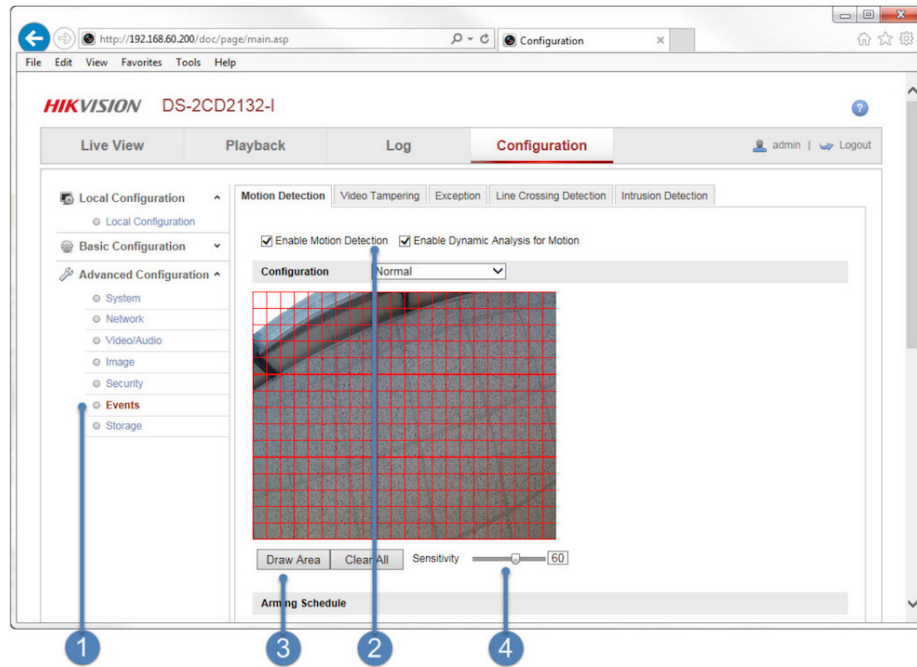 http://192.168.60.200/doc/page/main.asp
Configuration
File Edit View Favorites Tools Help
HIKVISION DS-2CD2132-I
?
Live View Playback Log Configuration admin | Logout
Local Configuration
Local Configuration
Basic Configuration
Advanced Configuration
System
Network
Video/Audio
Image
Security
Events
Storage
Motion Detection Video Tampering Exception Line Crossing Detection Intrusion Detection
Enable Motion Detection Enable Dynamic Analysis for Motion
Configuration Normal
Draw Area Clear All Sensitivity 60
Arming Schedule
1 3 2 4